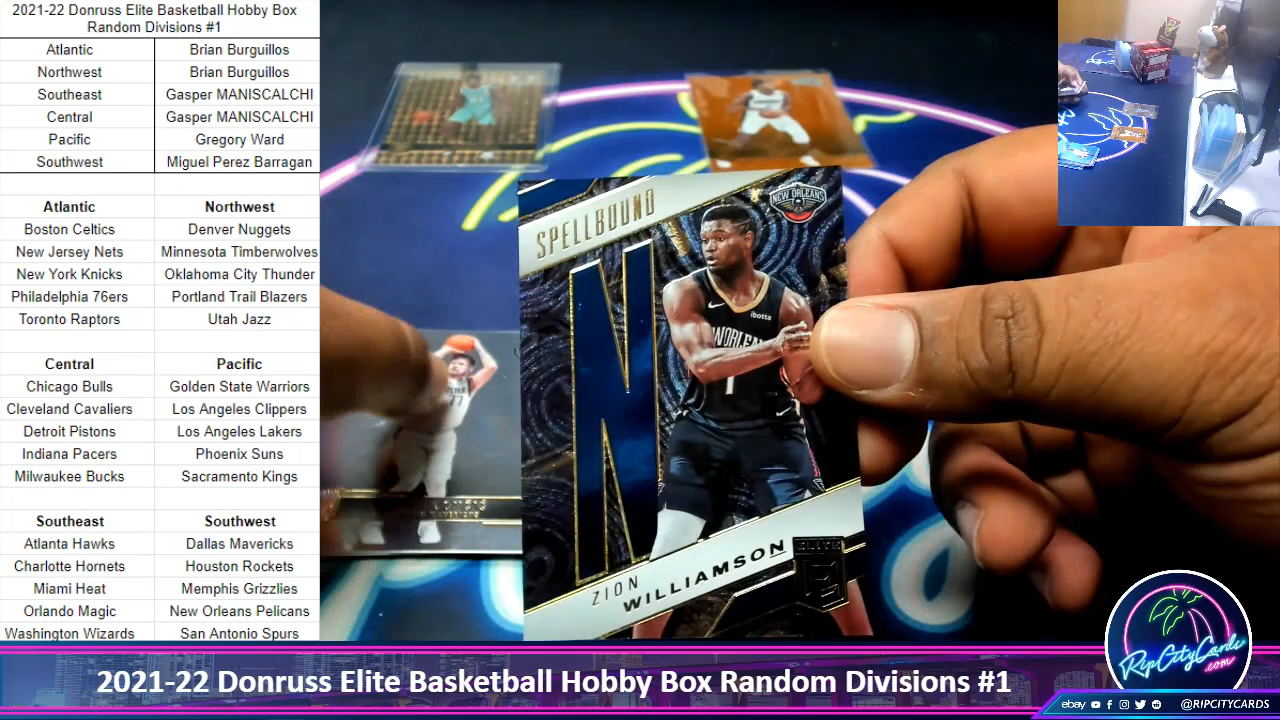 2021-22 Donruss Elite Basketball Hobby Box
Random Divisions #1
Atlantic Brian Burguillos
Northwest Brian Burguillos
Southeast Gasper MANISCALCHI
Central Gasper MANISCALCHI
Pacific Gregory Ward
Southwest Miguel Perez Barragan
Atlantic Northwest
Boston Celtics Denver Nuggets
New Jersey Nets Minnesota Timberwolves
New York Knicks Oklahoma City Thunder
Philadelphia 76ers Portland Trail Blazers
Toronto Raptors Utah Jazz
Central Pacific
Chicago Bulls Golden State Warriors
Cleveland Cavaliers Los Angeles Clippers
Detroit Pistons Los Angeles Lakers
Indiana Pacers Phoenix Suns
Milwaukee Bucks Sacramento Kings
Southeast Southwest
Atlanta Hawks Dallas Mavericks
Charlotte Hornets Houston Rockets
Miami Heat Memphis Grizzlies
Orlando Magic New Orleans Pelicans
Washington Wizards San Antonio Spurs
SPELLBOUND
NEW ORLEANS
N
ibotta
1
77
ZION
WILLIAMSON
E
RipCityCards
.com
2021-22 Donruss Elite Basketball Hobby Box Random Divisions #1
ebay @RIPCITYCARDS